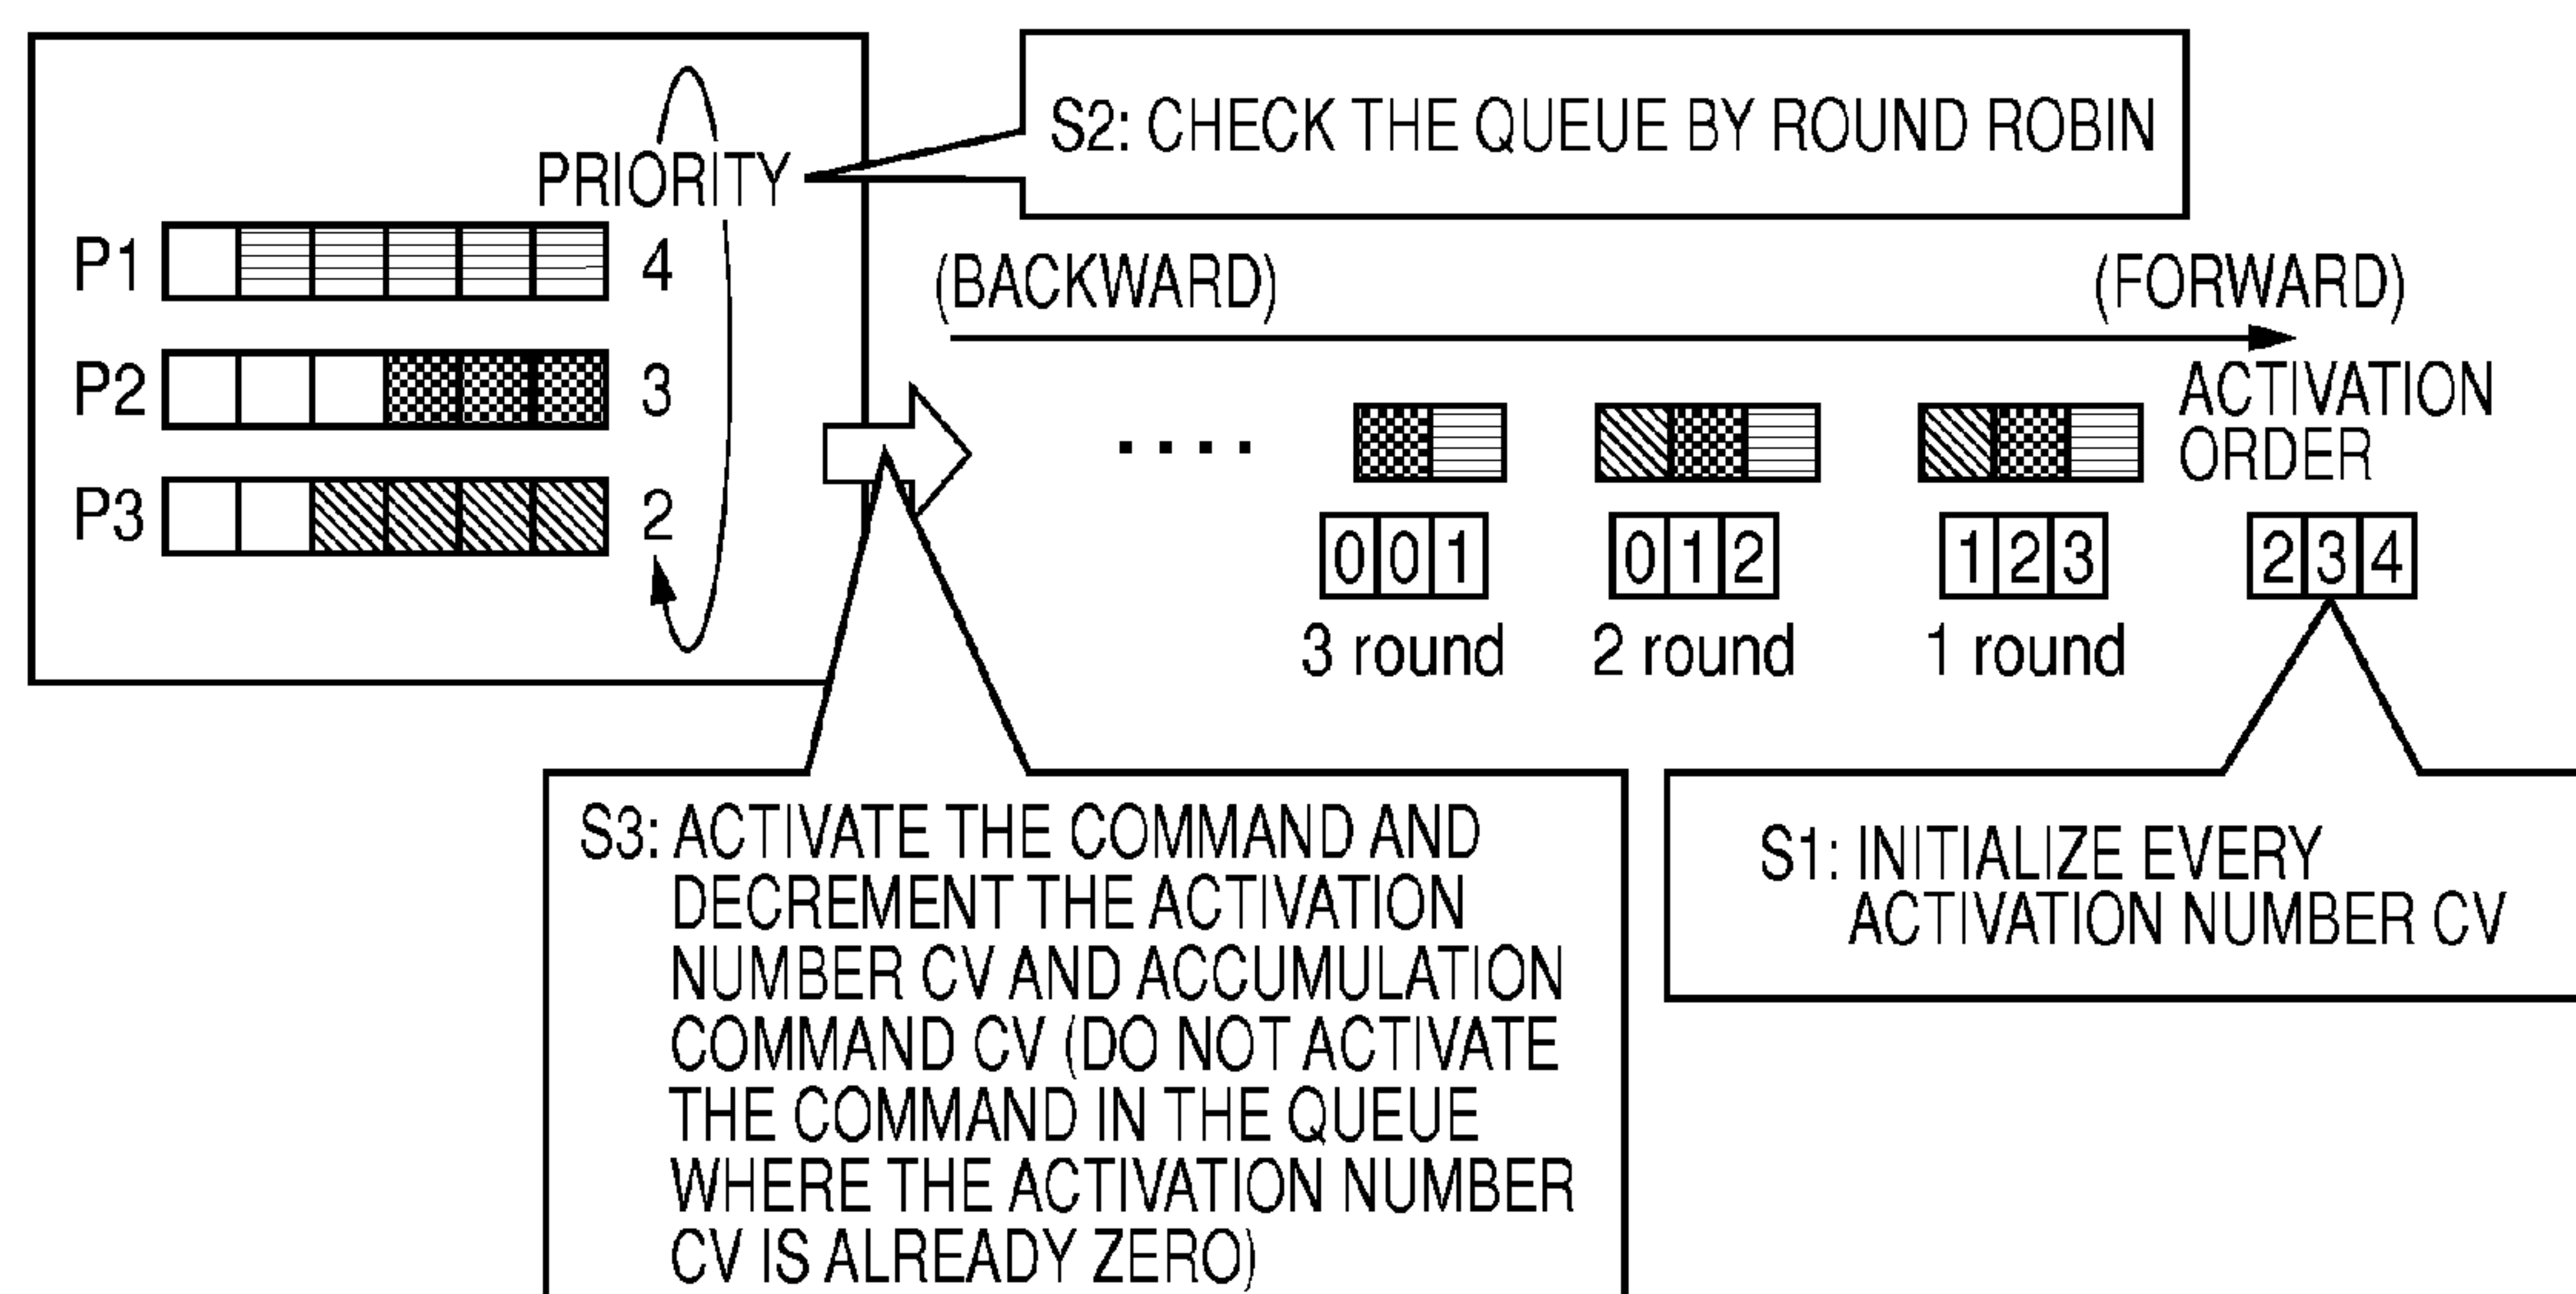 S2: CHECK THE QUEUE BY ROUND ROBIN
PRIORITY
P1 4
P2 3
P3 2
(BACKWARD) (FORWARD)
ACTIVATION
ORDER
....
0 0 1
0 1 2
1 2 3
2 3 4
3 round
2 round
1 round
S3: ACTIVATE THE COMMAND AND
DECREMENT THE ACTIVATION
NUMBER CV AND ACCUMULATION
COMMAND CV (DO NOT ACTIVATE
THE COMMAND IN THE QUEUE
WHERE THE ACTIVATION NUMBER
CV IS ALREADY ZERO)
S1: INITIALIZE EVERY
ACTIVATION NUMBER CV